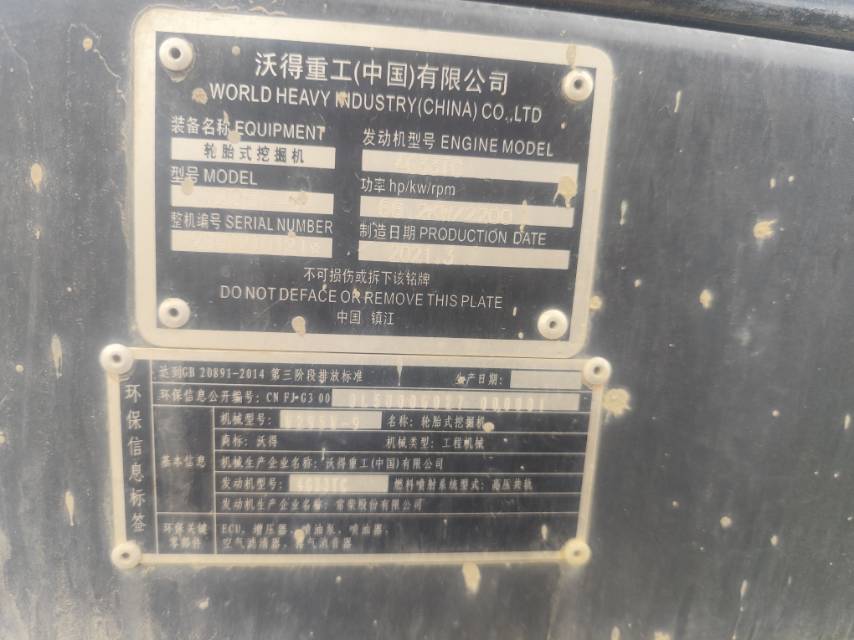 沃得重工(中国)有限公司
WORLD HEAVY INDUSTRY(CHINA) CO.,LTD
装备名称 EQUIPMENT
轮胎式挖掘机
发动机型号 ENGINE MODEL
型号 MODEL
功率 hp/kw/rpm
2200
整机编号 SERIAL NUMBER
制造日期 PRODUCTION DATE
2021.3
不可损伤或拆下该铭牌
DO NOT DEFACE OR REMOVE THIS PLATE
中国 镇江
环保信息标签
达到GB 20891-2014 第三阶段排放标准 生产日期:
环保信息公开编号: CN FJ G3 00
基本信息
机械型号: 名称: 轮胎式挖掘机
商标: 沃得 机械类型: 工程机械
机械生产企业名称: 沃得重工(中国)有限公司
发动机型号: 燃料喷射系统型式: 高压共轨
发动机生产企业名称: 常柴股份有限公司
环保关键零部件
ECU、增压器、喷油泵、喷油器、
空气滤清器、排气消音器